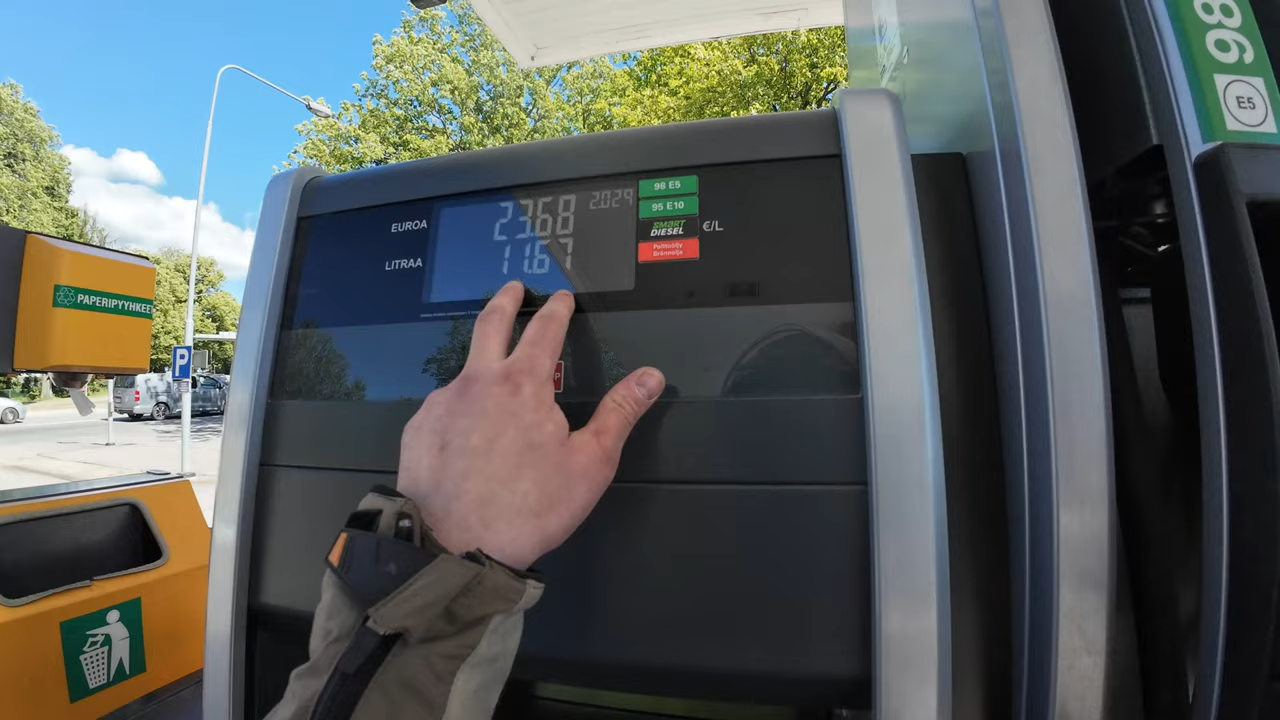 98
E5
EUROA
23.68
2.029
98 E5
95 E10
SMART
DIESEL
€/L
Polttoöljy
Brännolja
LITRAA
11.67
PAPERIPYYHKEET
P